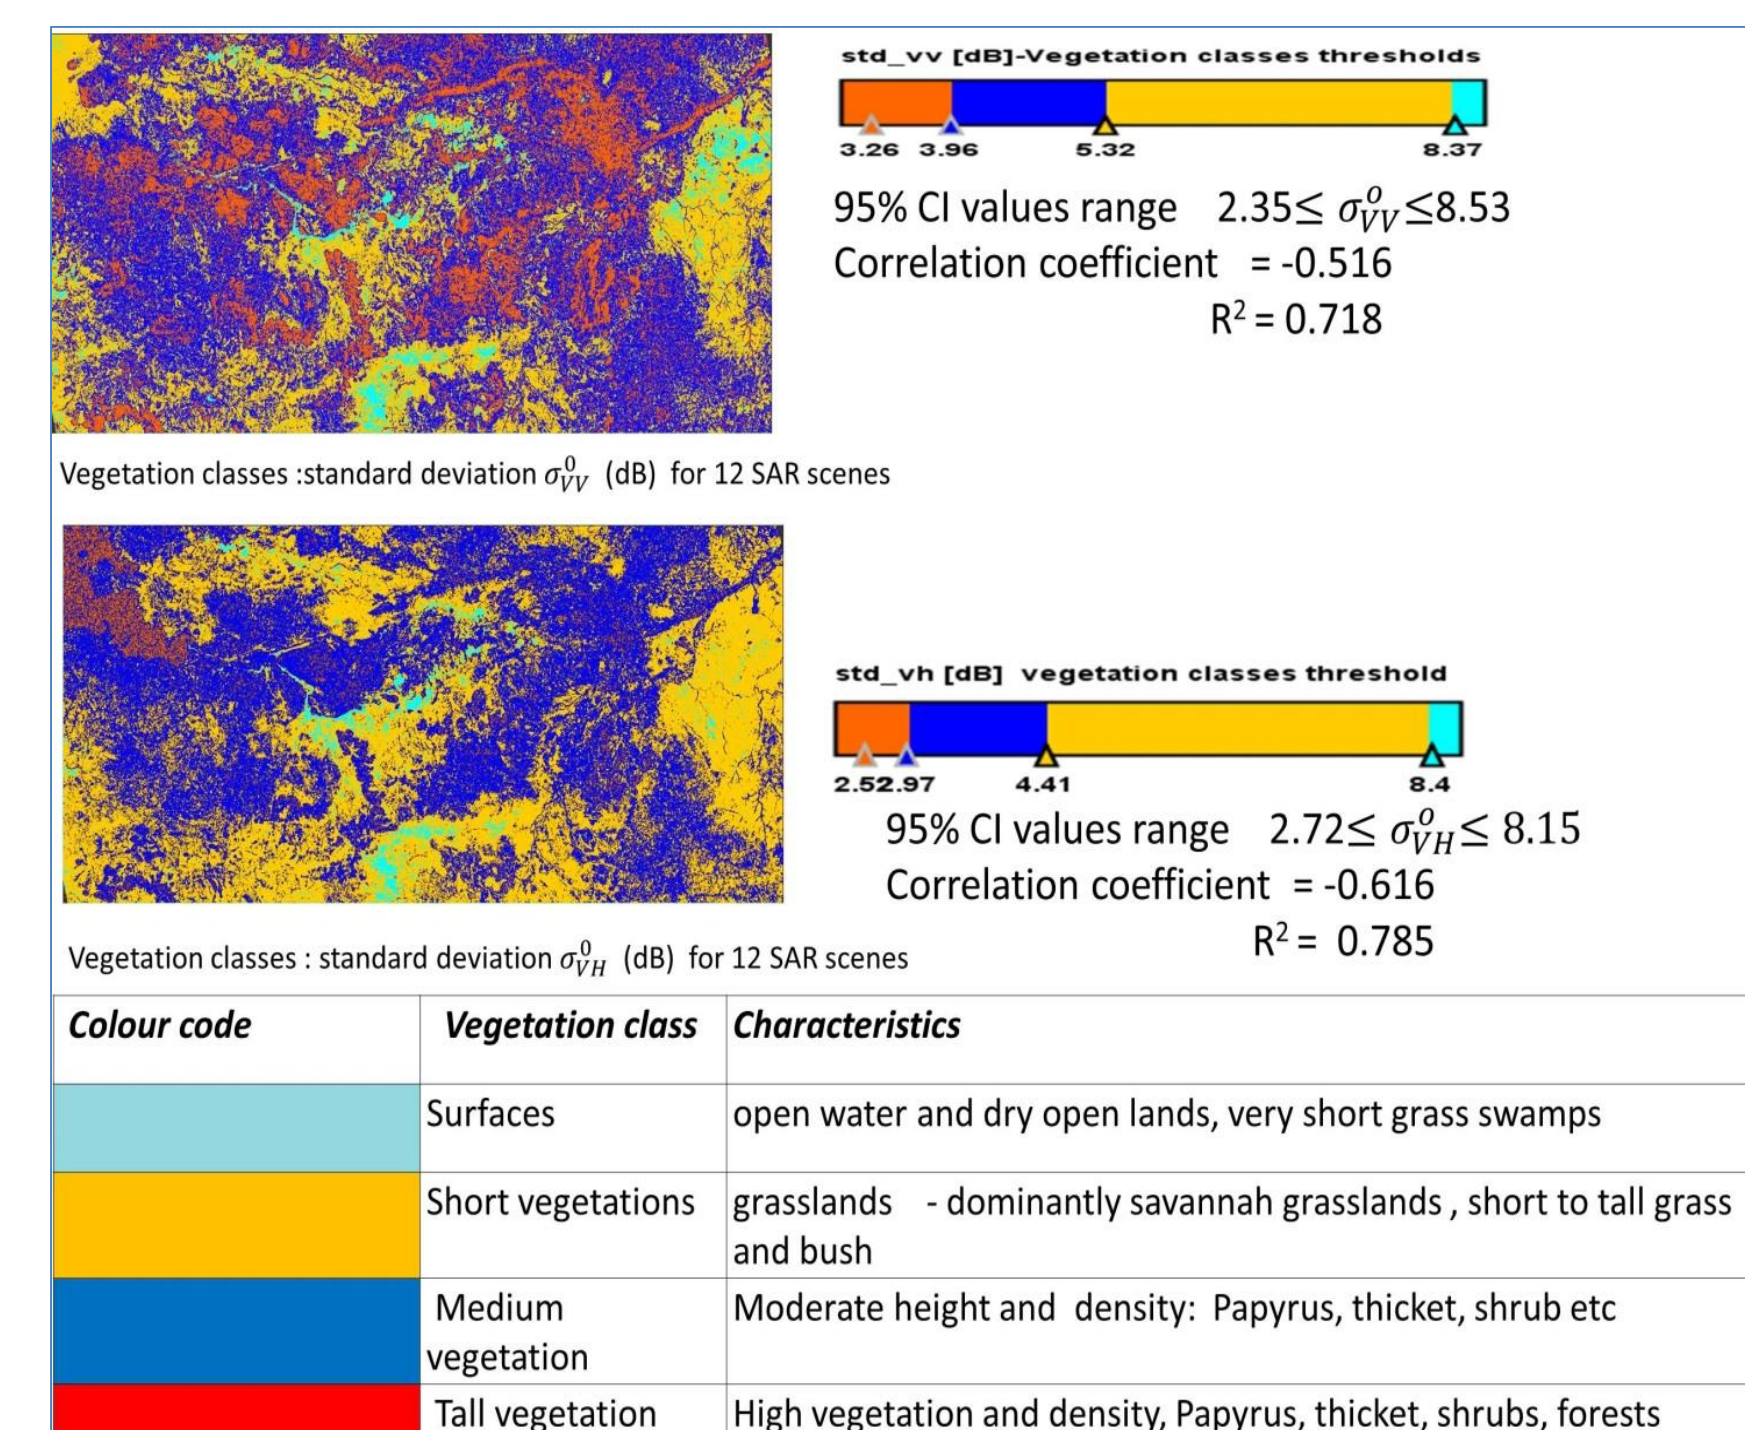 std_vv [dB]-Vegetation classes thresholds
3.26 3.96 5.32 8.37
95% CI values range 2.35≤ σ⁰VV ≤8.53
Correlation coefficient = -0.516
R² = 0.718
Vegetation classes :standard deviation σ⁰VV (dB) for 12 SAR scenes
std_vh [dB] vegetation classes threshold
2.52 2.97 4.41 8.4
95% CI values range 2.72≤ σ⁰VH ≤ 8.15
Correlation coefficient = -0.616
R² = 0.785
Vegetation classes : standard deviation σ⁰VH (dB) for 12 SAR scenes
Colour code Vegetation class Characteristics
Surfaces open water and dry open lands, very short grass swamps
Short vegetations grasslands - dominantly savannah grasslands , short to tall grass
and bush
Medium
vegetation
Moderate height and density: Papyrus, thicket, shrub etc
Tall vegetation High vegetation and density, Papyrus, thicket, shrubs, forests